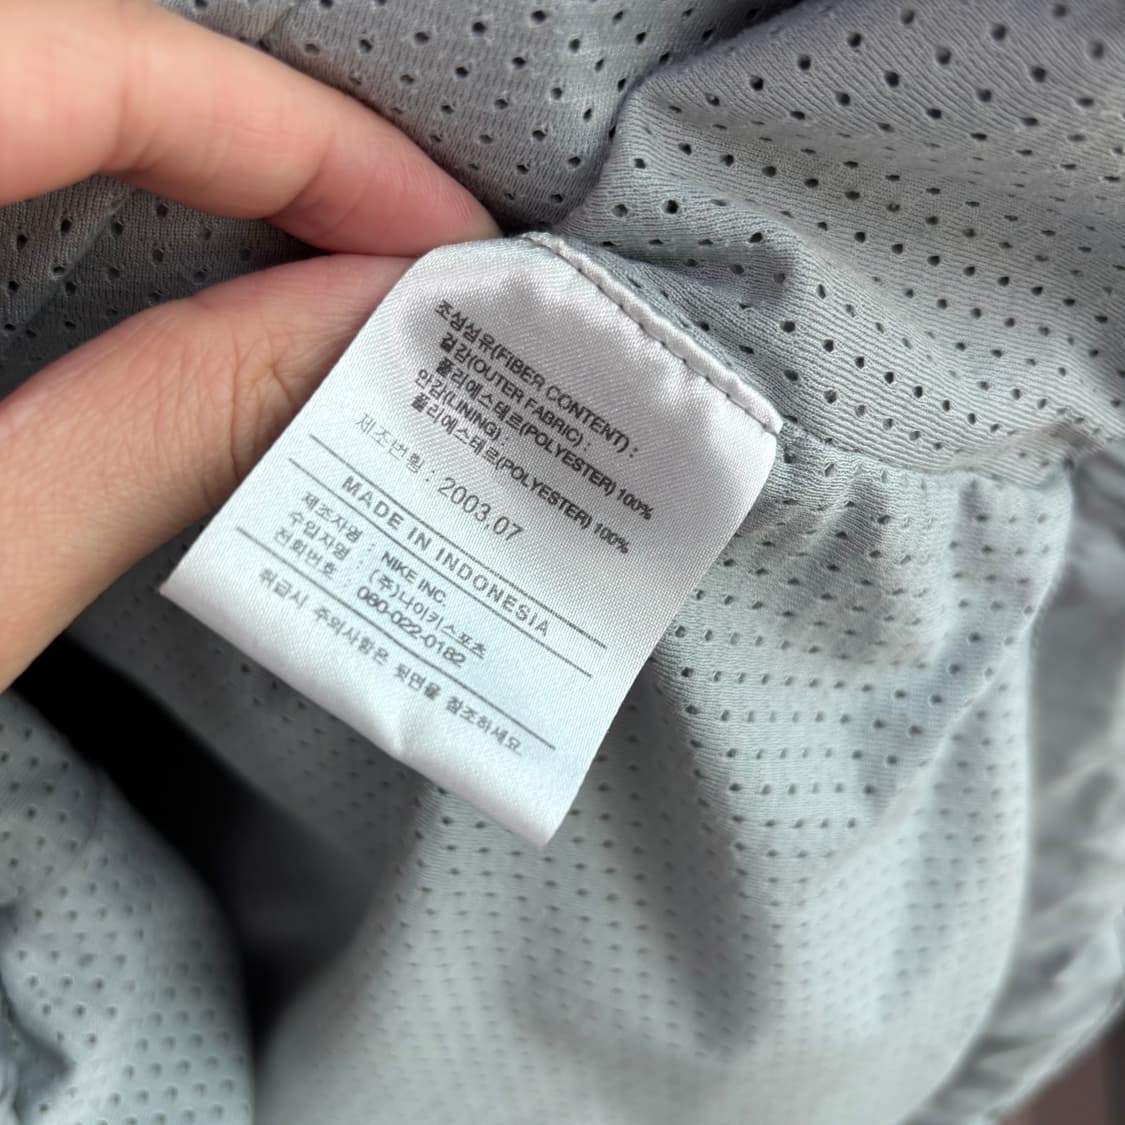 조성섬유(FIBER CONTENT) :
겉감(OUTER FABRIC) :
폴리에스테르(POLYESTER) 100%
안감(LINING) :
폴리에스테르(POLYESTER) 100%
제조번월 : 2003.07
MADE IN INDONESIA
제조자명 : NIKE INC.
수입자명 : (주)나이키스포츠
전화번호 : 080-022-0182
취급시 주의사항은 뒷면을 참조하세요.